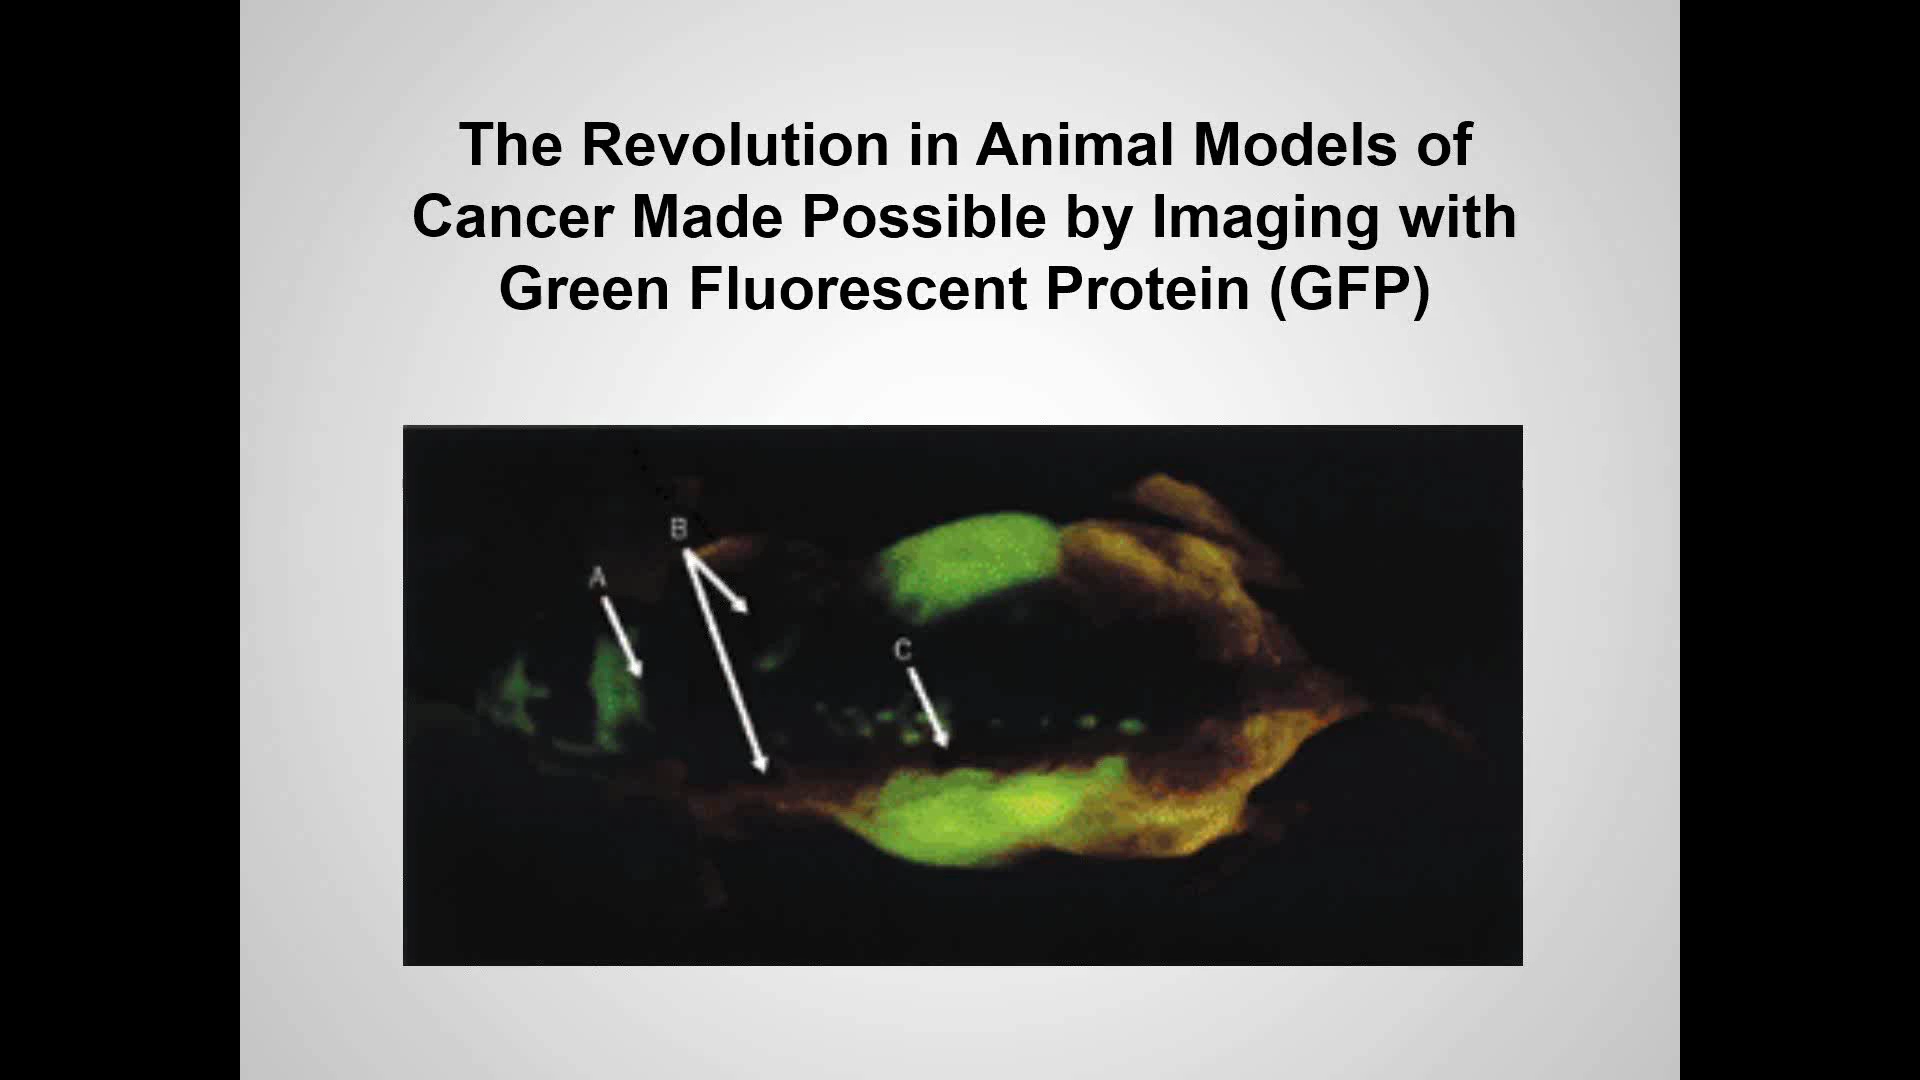 The Revolution in Animal Models of
Cancer Made Possible by Imaging with
Green Fluorescent Protein (GFP)
B
A
C